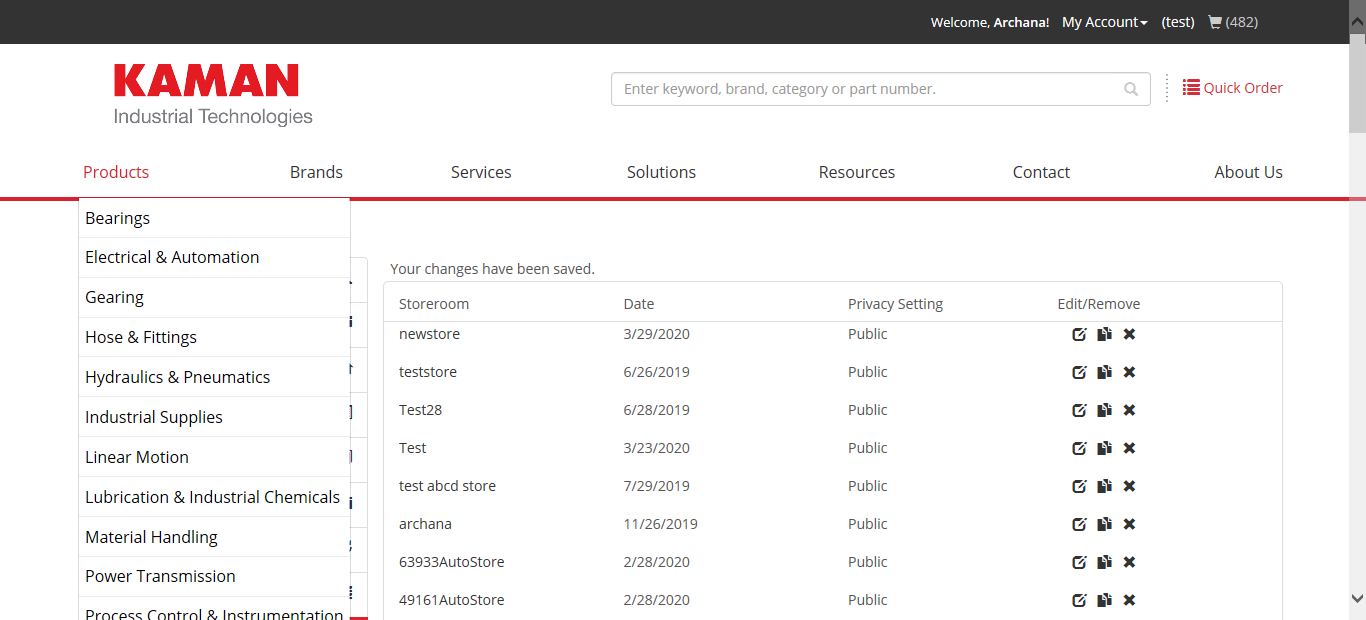 Welcome, Archana! My Account (test) (482)
KAMAN
Industrial Technologies
Enter keyword, brand, category or part number.
Quick Order
Products Brands Services Solutions Resources Contact About Us
Bearings
Electrical & Automation
Gearing
Hose & Fittings
Hydraulics & Pneumatics
Industrial Supplies
Linear Motion
Lubrication & Industrial Chemicals
Material Handling
Power Transmission
Process Control & Instrumentation
Your changes have been saved.
Storeroom Date Privacy Setting Edit/Remove
newstore 3/29/2020 Public
teststore 6/26/2019 Public
Test28 6/28/2019 Public
Test 3/23/2020 Public
test abcd store 7/29/2019 Public
archana 11/26/2019 Public
63933AutoStore 2/28/2020 Public
49161AutoStore 2/28/2020 Public